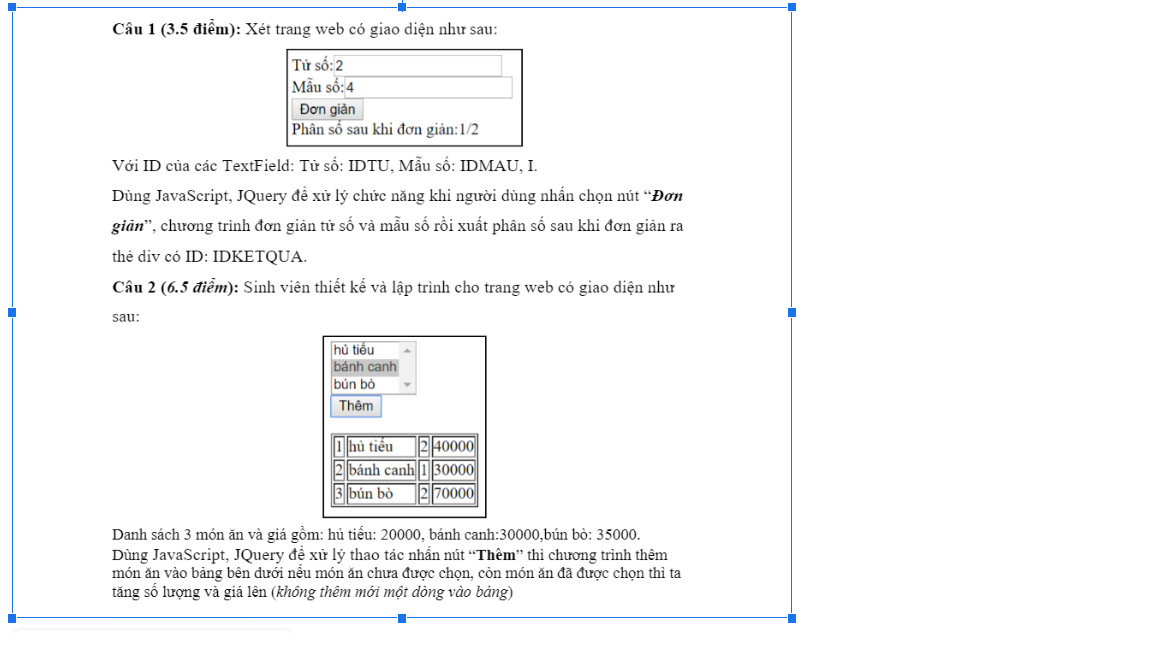 Câu 1 (3.5 điểm): Xét trang web có giao diện như sau:
Tử số:2
Mẫu số:4
Đơn giản
Phân số sau khi đơn giản:1/2
Với ID của các TextField: Tử số: IDTU, Mẫu số: IDMAU, I.
Dùng JavaScript, JQuery để xử lý chức năng khi người dùng nhấn chọn nút “Đơn
giản”, chương trình đơn giản tử số và mẫu số rồi xuất phân số sau khi đơn giản ra
thẻ div có ID: IDKETQUA.
Câu 2 (6.5 điểm): Sinh viên thiết kế và lập trình cho trang web có giao diện như
sau:
hủ tiếu
bánh canh
bún bò
Thêm
1 hủ tiếu 2 40000
2 bánh canh 1 30000
3 bún bò 2 70000
Danh sách 3 món ăn và giá gồm: hủ tiếu: 20000, bánh canh:30000,bún bò: 35000.
Dùng JavaScript, JQuery để xử lý thao tác nhấn nút “Thêm” thì chương trình thêm
món ăn vào bảng bên dưới nếu món ăn chưa được chọn, còn món ăn đã được chọn thì ta
tăng số lượng và giá lên (không thêm mới một dòng vào bảng)